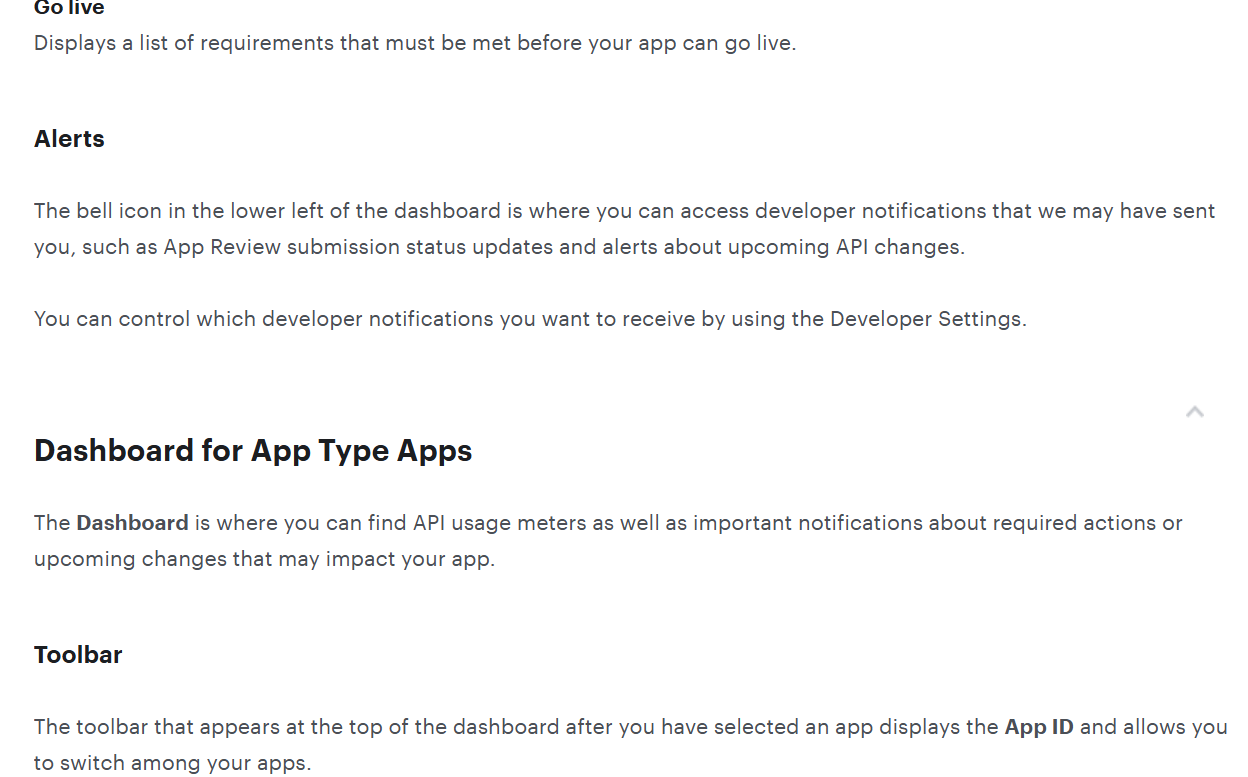 Go live
Displays a list of requirements that must be met before your app can go live.
Alerts
The bell icon in the lower left of the dashboard is where you can access developer notifications that we may have sent
you, such as App Review submission status updates and alerts about upcoming API changes.
You can control which developer notifications you want to receive by using the Developer Settings.
Dashboard for App Type Apps
The Dashboard is where you can find API usage meters as well as important notifications about required actions or
upcoming changes that may impact your app.
Toolbar
The toolbar that appears at the top of the dashboard after you have selected an app displays the App ID and allows you
to switch among your apps.